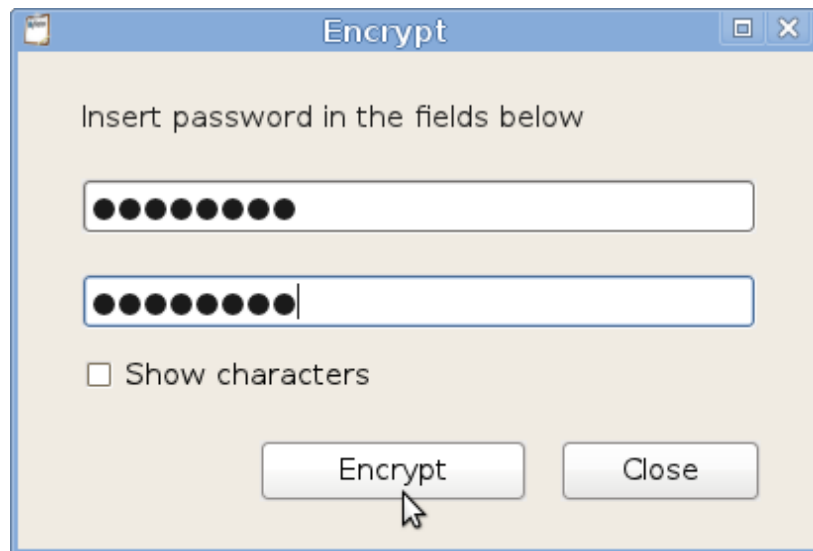 Encrypt
Insert password in the fields below
●●●●●●●●
●●●●●●●●
Show characters
Encrypt
Close